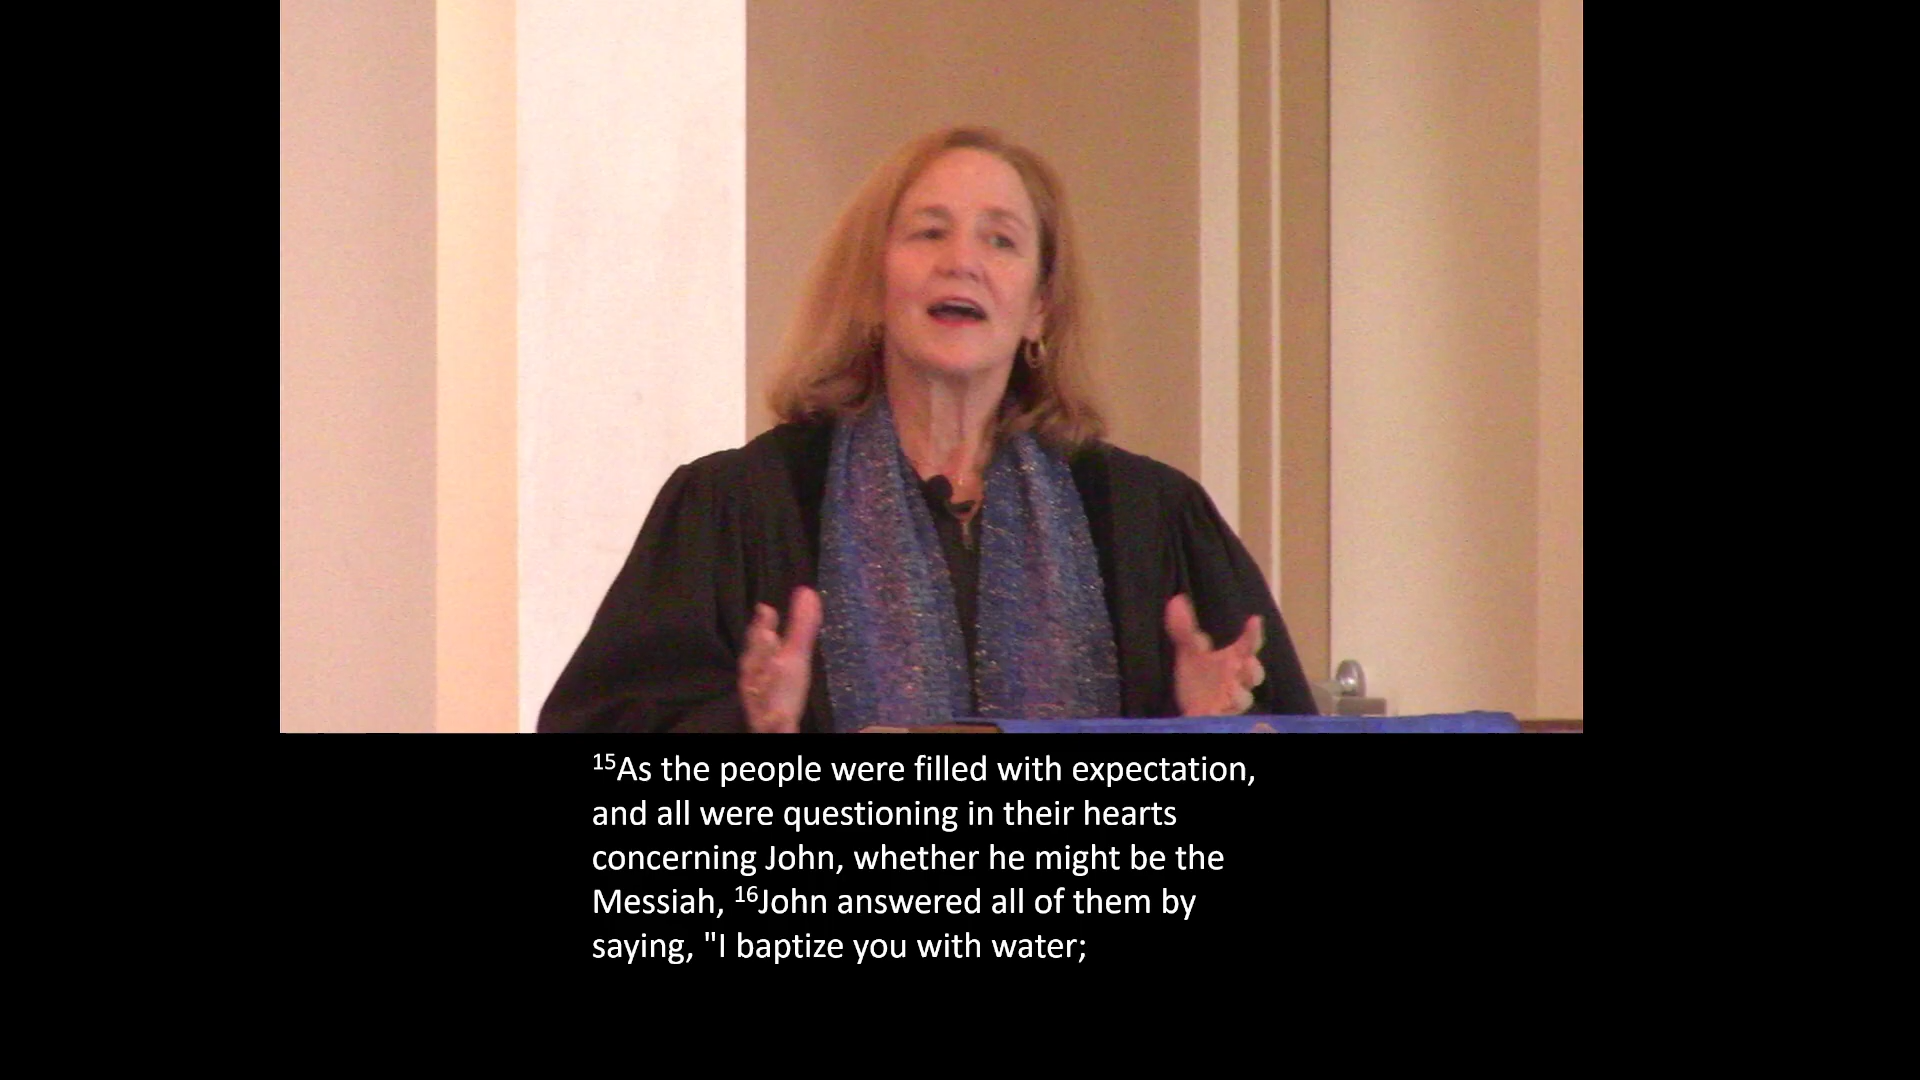 ¹⁵As the people were filled with expectation,
and all were questioning in their hearts
concerning John, whether he might be the
Messiah, ¹⁶John answered all of them by
saying, "I baptize you with water;